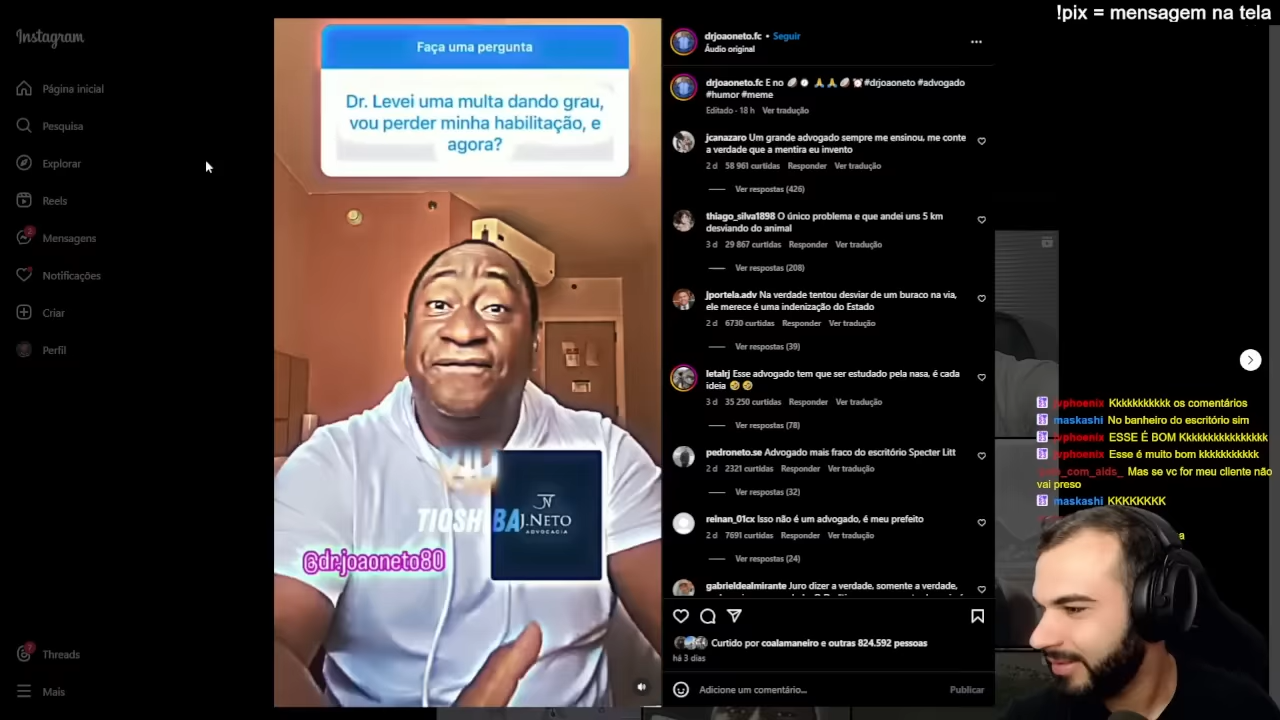 !pix = mensagem na tela
Instagram
Página inicial
Pesquisa
Explorar
Reels
2
Mensagens
Notificações
Criar
Perfil
Threads
Mais
Faça uma pergunta
Dr. Levei uma multa dando grau,
vou perder minha habilitação, e
agora?
TIOSHIBA
J.NETO
ADVOCACIA
@dr.joaoneto80
drjoaoneto.fc • Seguir
Áudio original
drjoaoneto.fc E no 🙏🙏 #drjoaoneto #advogado
#humor #meme
Editado · 18 h Ver tradução
jcanazaro Um grande advogado sempre me ensinou, me conte
a verdade que a mentira eu invento
2 d 58 961 curtidas Responder Ver tradução
Ver respostas (426)
thiago_silva1898 O único problema e que andei uns 5 km
desviando do animal
3 d 29 867 curtidas Responder Ver tradução
Ver respostas (208)
jportela.adv Na verdade tentou desviar de um buraco na via,
ele merece é uma indenização do Estado
2 d 6730 curtidas Responder Ver tradução
Ver respostas (39)
letalrj Esse advogado tem que ser estudado pela nasa, é cada
ideia 🤣🤣
3 d 35 250 curtidas Responder Ver tradução
Ver respostas (78)
pedroneto.se Advogado mais fraco do escritório Specter Litt
2 d 2321 curtidas Responder Ver tradução
Ver respostas (32)
reinan_01cx Isso não é um advogado, é meu prefeito
2 d 7691 curtidas Responder Ver tradução
Ver respostas (24)
gabrieldealmirante Juro dizer a verdade, somente a verdade,
Curtido por coalamaneiro e outras 824.592 pessoas
há 3 dias
Adicione um comentário...
Publicar
Kkkkkkkkkkk os comentários
maskashi No banheiro do escritório sim
ESSE É BOM Kkkkkkkkkkkkkkkk
Esse é muito bom kkkkkkkkkkk
Mas se vc for meu cliente não
vai preso
maskashi KKKKKKKK